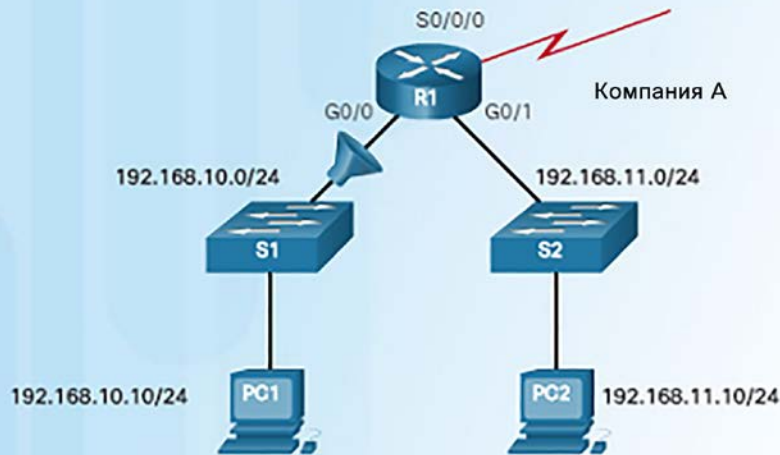 S0/0/0
R1
Компания А
G0/0
G0/1
192.168.10.0/24
192.168.11.0/24
S1
S2
192.168.10.10/24
PC1
PC2
192.168.11.10/24